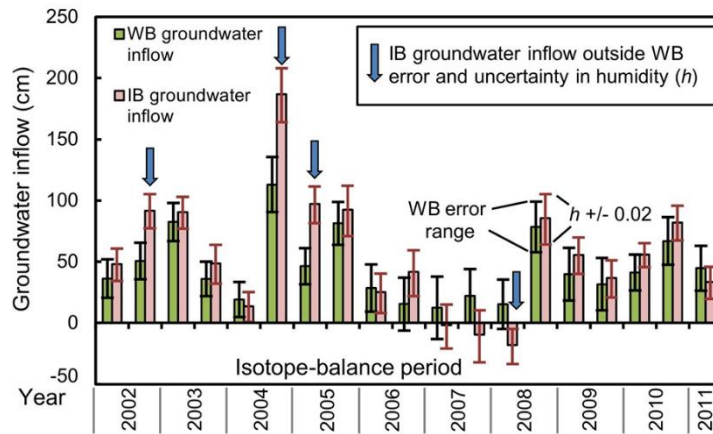 250
200
150
100
50
0
-50
Groundwater inflow (cm)
WB groundwater
inflow
IB groundwater
inflow
IB groundwater inflow outside WB
error and uncertainty in humidity (h)
WB error
range
h +/- 0.02
Isotope-balance period
Year
2002
2003
2004
2005
2006
2007
2008
2009
2010
2011